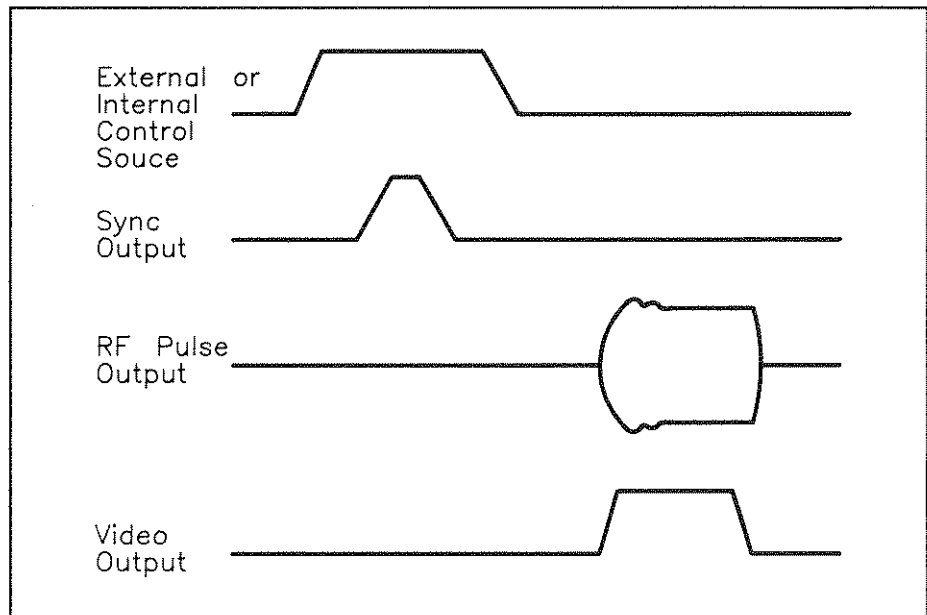 External or
Internal
Control
Souce
Sync
Output
RF Pulse
Output
Video
Output